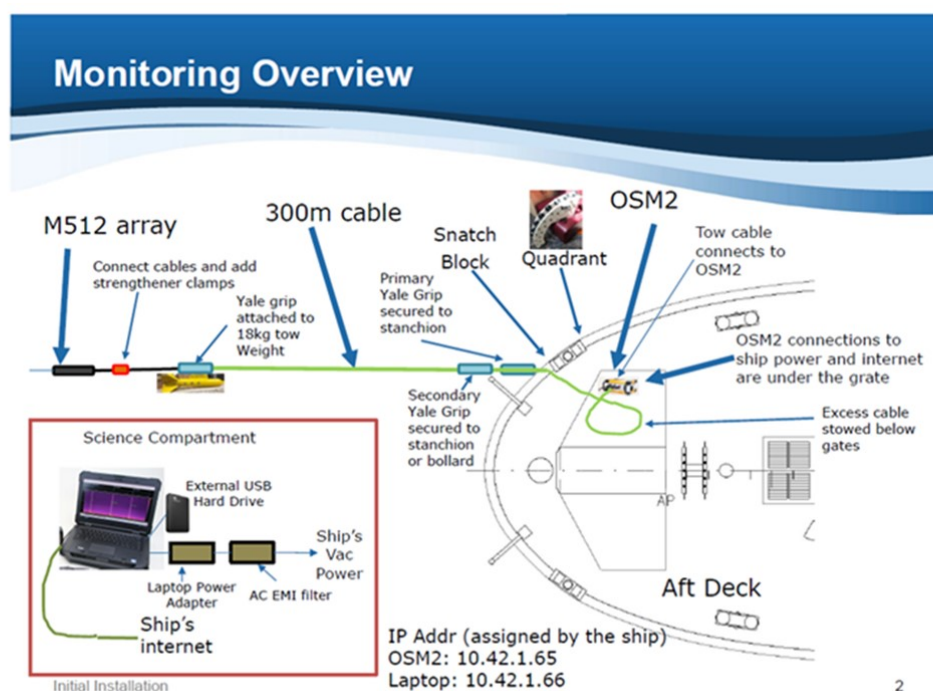 Monitoring Overview
M512 array
300m cable
OSM2
Connect cables and add
strengthener clamps
Yale grip
attached to
18kg tow
Weight
Primary
Yale Grip
secured to
stanchion
Snatch
Block
Quadrant
Tow cable
connects to
OSM2
OSM2 connections to
ship power and internet
are under the grate
Secondary
Yale Grip
secured to
stanchion
or bollard
Excess cable
stowed below
gates
AP
Aft Deck
Science Compartment
External USB
Hard Drive
Ship's
Vac
Power
Laptop Power
Adapter
AC EMI filter
Ship's
internet
IP Addr (assigned by the ship)
OSM2: 10.42.1.65
Laptop: 10.42.1.66
Initial Installation
2